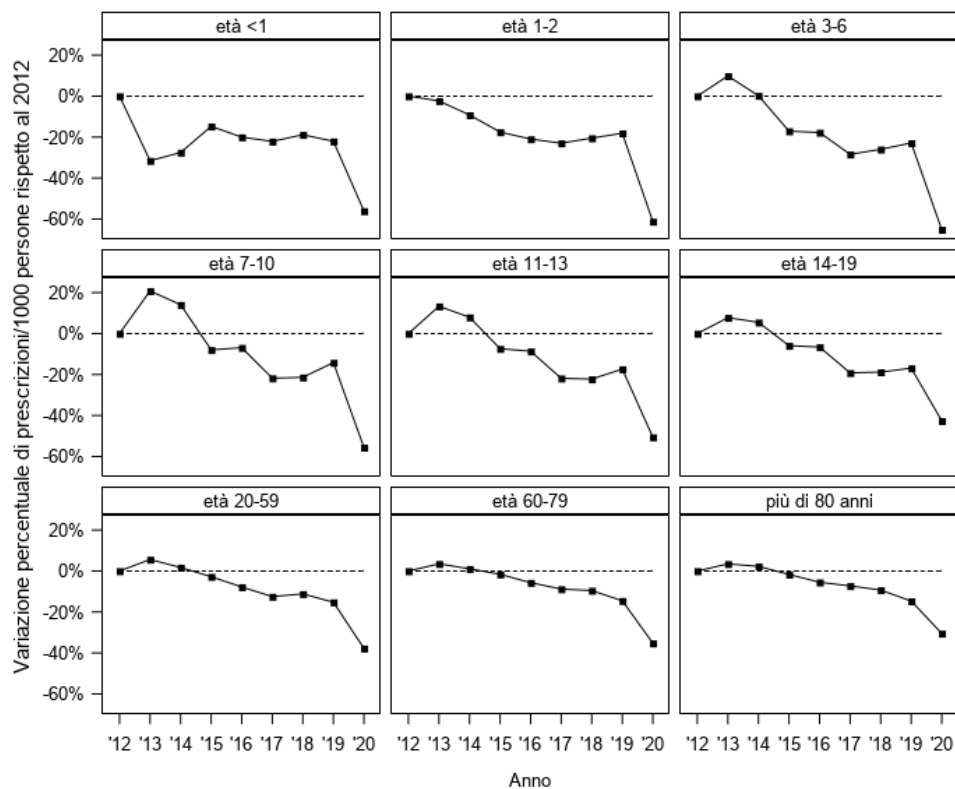 Variazione percentuale di prescrizioni/1000 persone rispetto al 2012
età <1
età 1-2
età 3-6
20%
0%
-20%
-40%
-60%
età 7-10
età 11-13
età 14-19
20%
0%
-20%
-40%
-60%
età 20-59
età 60-79
più di 80 anni
20%
0%
-20%
-40%
-60%
'12 '13 '14 '15 '16 '17 '18 '19 '20
'12 '13 '14 '15 '16 '17 '18 '19 '20
'12 '13 '14 '15 '16 '17 '18 '19 '20
Anno